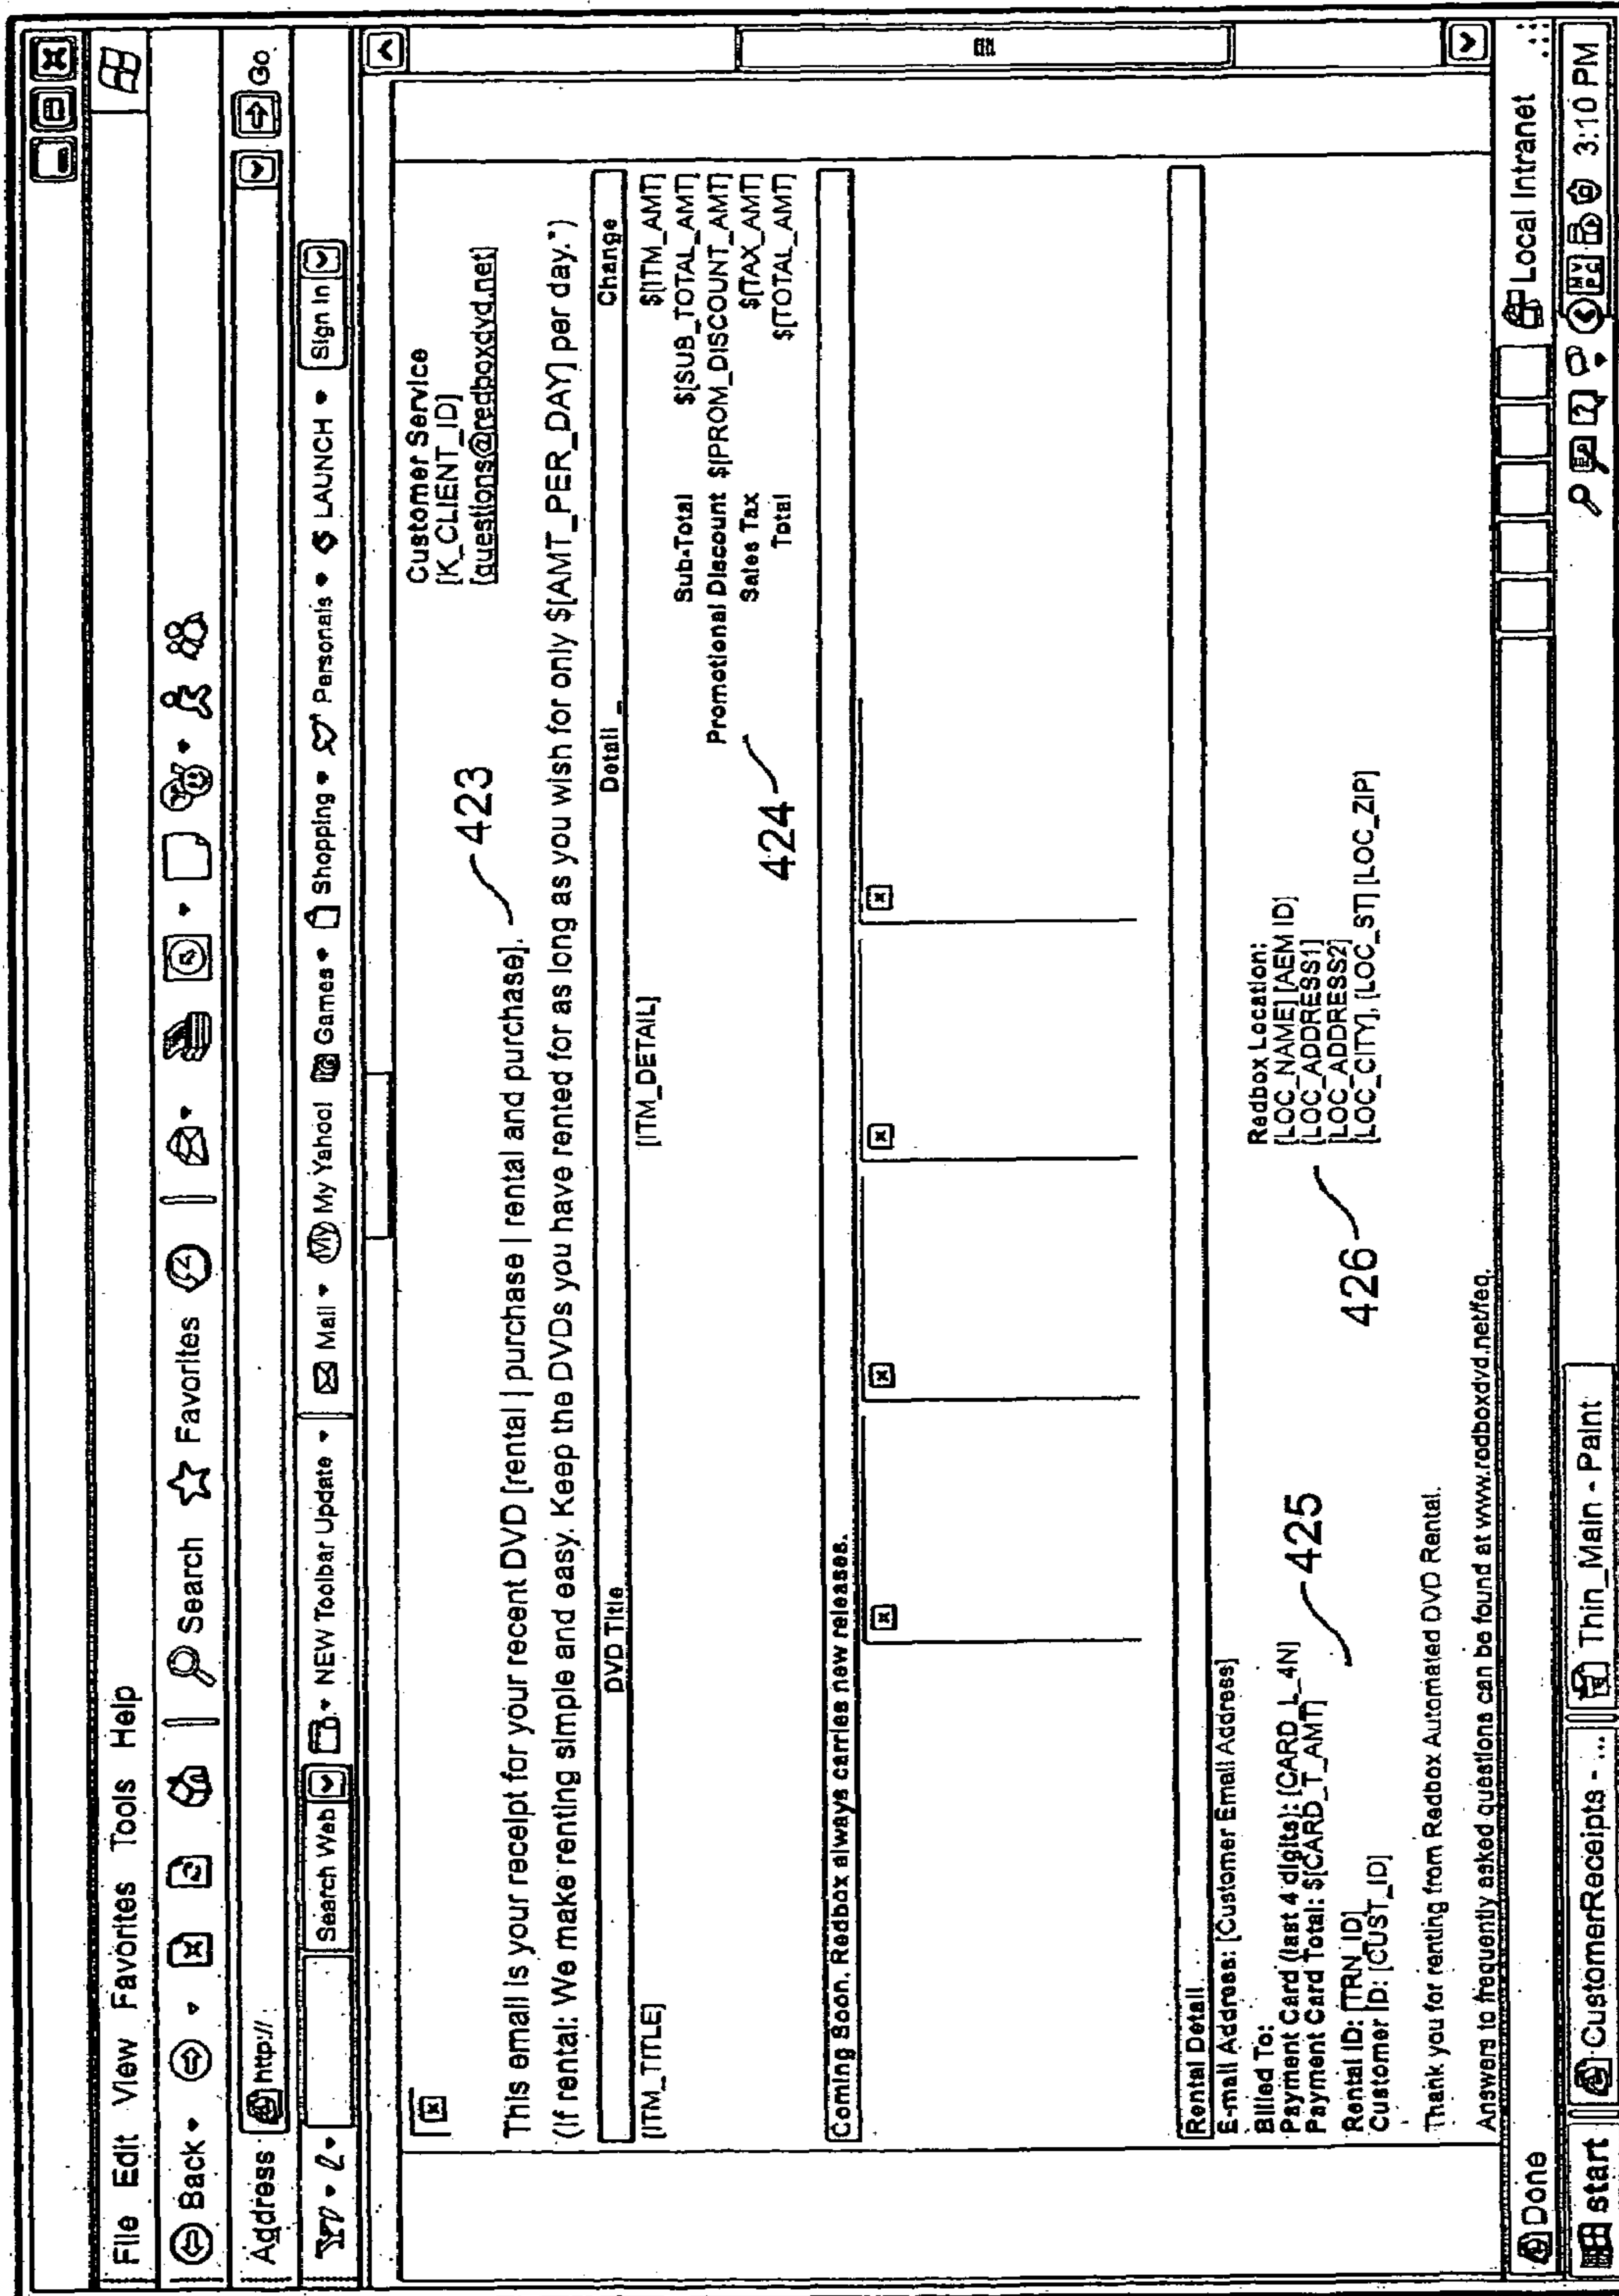 File Edit View Favorites Tools Help
Back Search Favorites
Address http:// Go
Search Web NEW Toolbar Update Mail My Yahoo! Games Shopping Personals LAUNCH Sign In
Customer Service
[K_CLIENT_ID]
[questions@redboxdvd.net]
This email is your receipt for your recent DVD [rental | purchase | rental and purchase]. 423
(If rental: We make renting simple and easy. Keep the DVDs you have rented for as long as you wish for only $[AMT_PER_DAY] per day.*)
DVD Title Detail Change
[ITM_TITLE] [ITM_DETAIL] $[ITM_AMT]
Sub-Total $[SUB_TOTAL_AMT]
Promotional Discount $[PROM_DISCOUNT_AMT]
424 Sales Tax $[TAX_AMT]
Total $[TOTAL_AMT]
Coming Soon. Redbox always carries new releases.
Rental Detail
E-mail Address: [Customer Email Address]
Billed To:
Payment Card (last 4 digits): [CARD_L_4N]
Payment Card Total: $[CARD_T_AMT] 425
Rental ID: [TRN_ID]
Customer ID: [CUST_ID]
Redbox Location:
[LOC_NAME] [AEM ID]
[LOC_ADDRESS1]
[LOC_ADDRESS2]
426 [LOC_CITY], [LOC_ST] [LOC_ZIP]
Thank you for renting from Redbox Automated DVD Rental.
Answers to frequently asked questions can be found at www.redboxdvd.net/faq.
Done Local Intranet
start CustomerReceipts - ... Thin_Main - Paint 3:10 PM